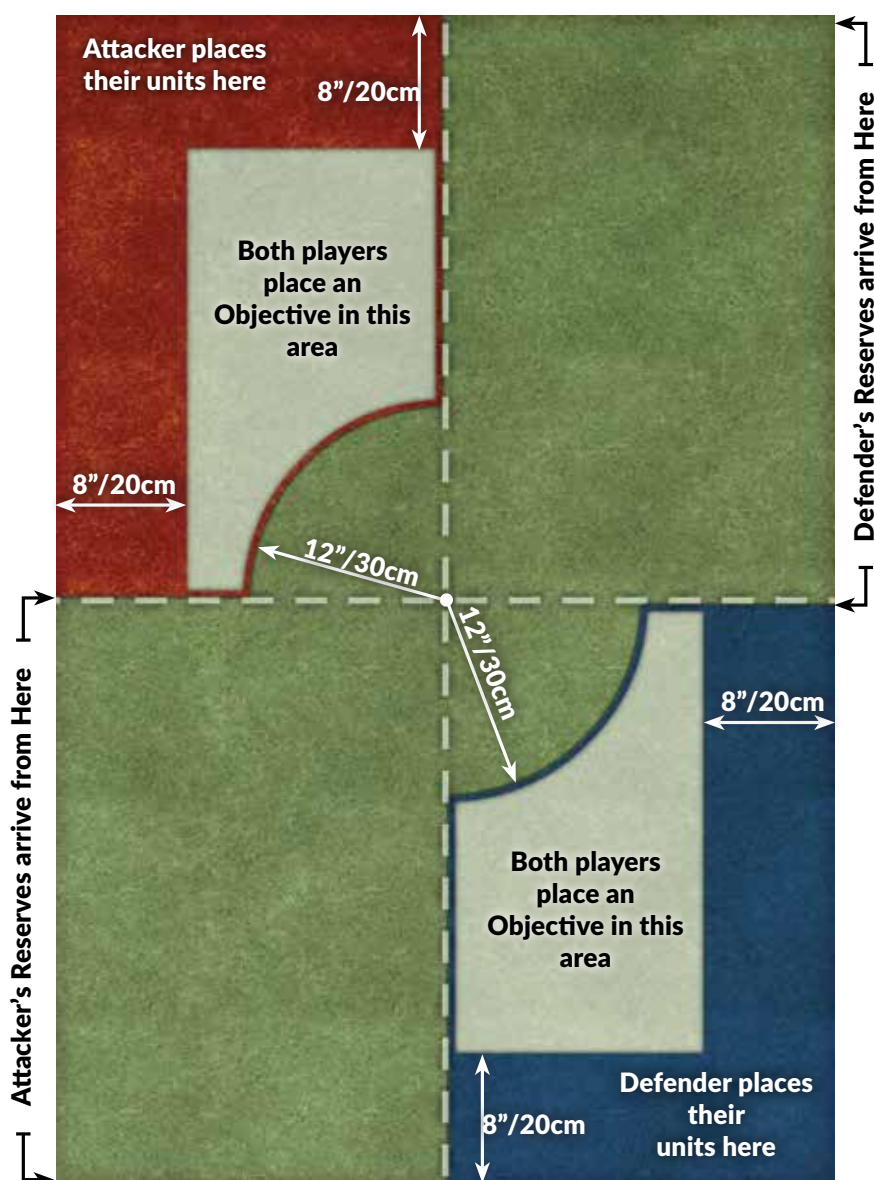 Attacker places
their units here
8”/20cm
Defender’s Reserves arrive from Here
Both players
place an
Objective in this
area
8”/20cm
12”/30cm
12”/30cm
Attacker’s Reserves arrive from Here
8”/20cm
Both players
place an
Objective in this
area
Defender places
their
units here
8”/20cm